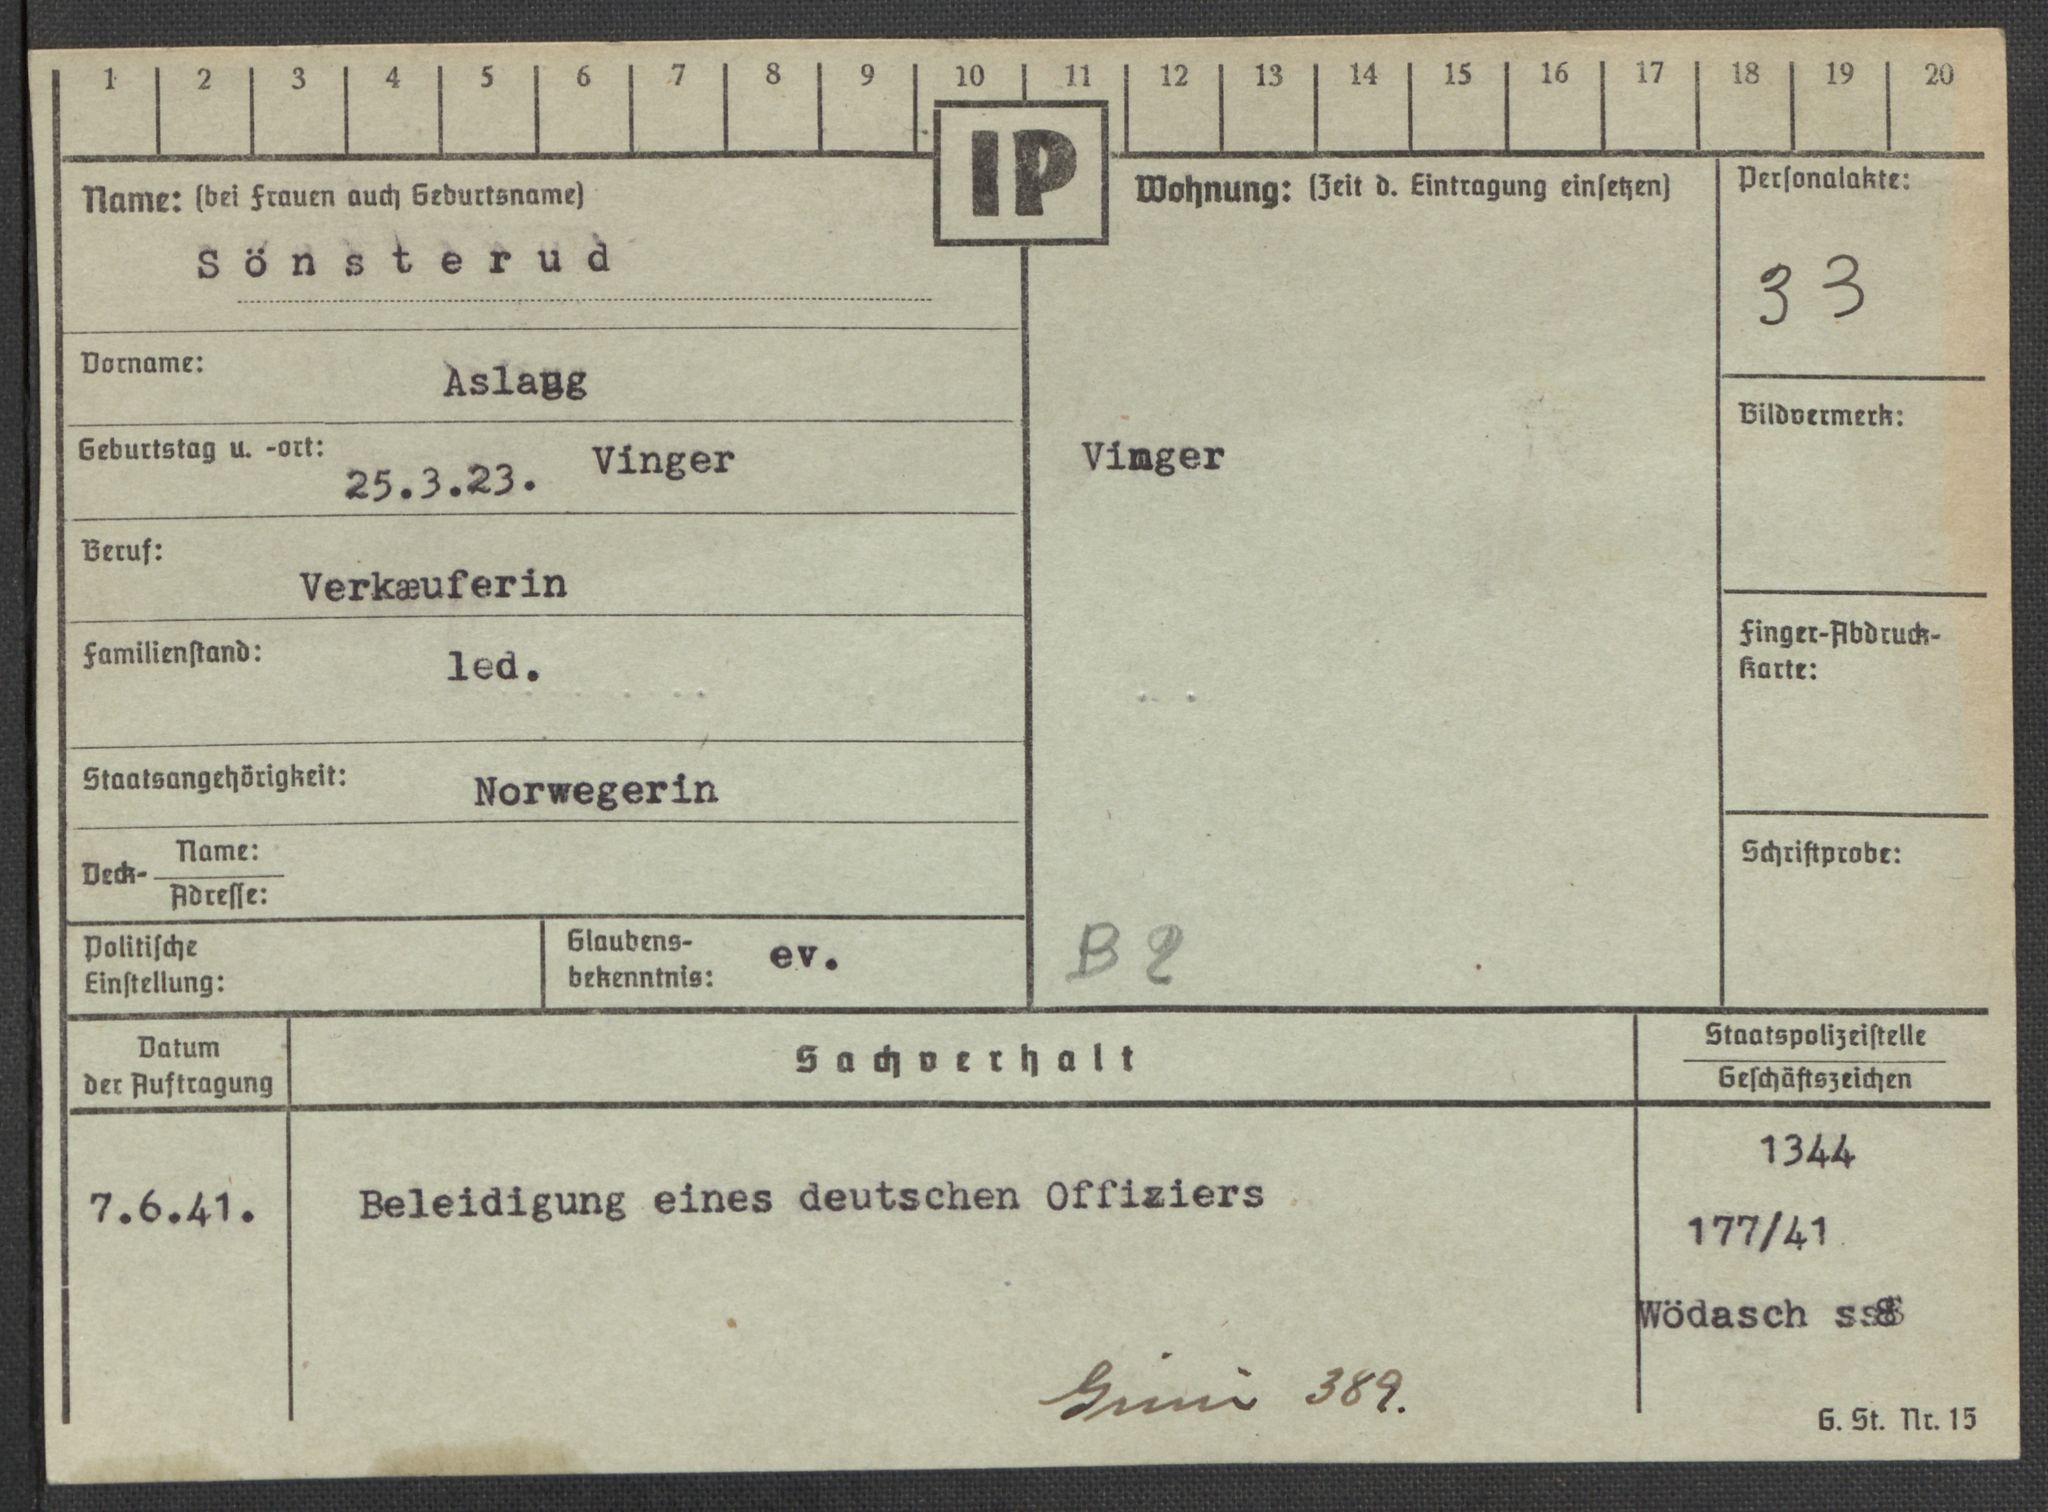 1 2 3 4 5 6 7 8 9 10 11 12 13 14 15 16 17 18 19 20
IP
Name: (bei Frauen auch Geburtsname)
Sönsterud
Vorname:
Aslaug
Geburtstag u. -ort:
25.3.23. Vinger
Beruf:
Verkæuferin
Familienstand:
led.
Staatsangehörigkeit:
Norwegerin
Deck-
Name:
Adresse:
Politische
Einstellung:
Glaubens-
bekenntnis:
ev.
Wohnung: (Zeit d. Eintragung einsetzen)
Vinger
B 2
Personalakte:
33
Bildvermerk:
Finger-Abdruck-
Karte:
Schriftprobe:
Datum
der Auftragung
Sachverhalt
Staatspolizeistelle
Geschäftszeichen
7.6.41.
Beleidigung eines deutschen Offiziers
1344
177/41
Wödasch
389.
G. St. Nr. 15